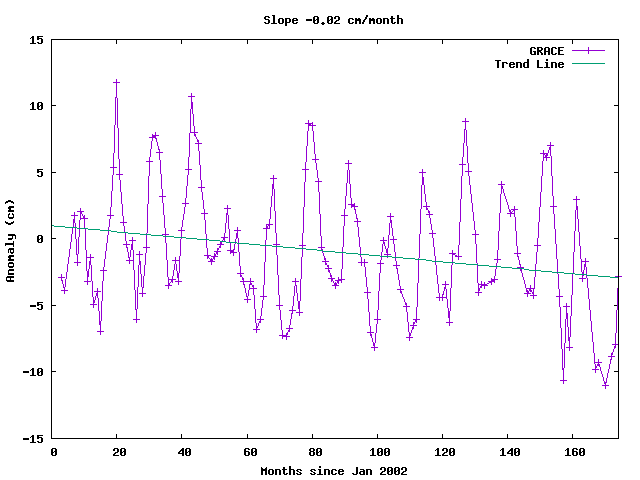 Slope -0.02 cm/month
GRACE
Trend Line
15
10
5
0
-5
-10
-15
Anomaly (cm)
0 20 40 60 80 100 120 140 160
Months since Jan 2002